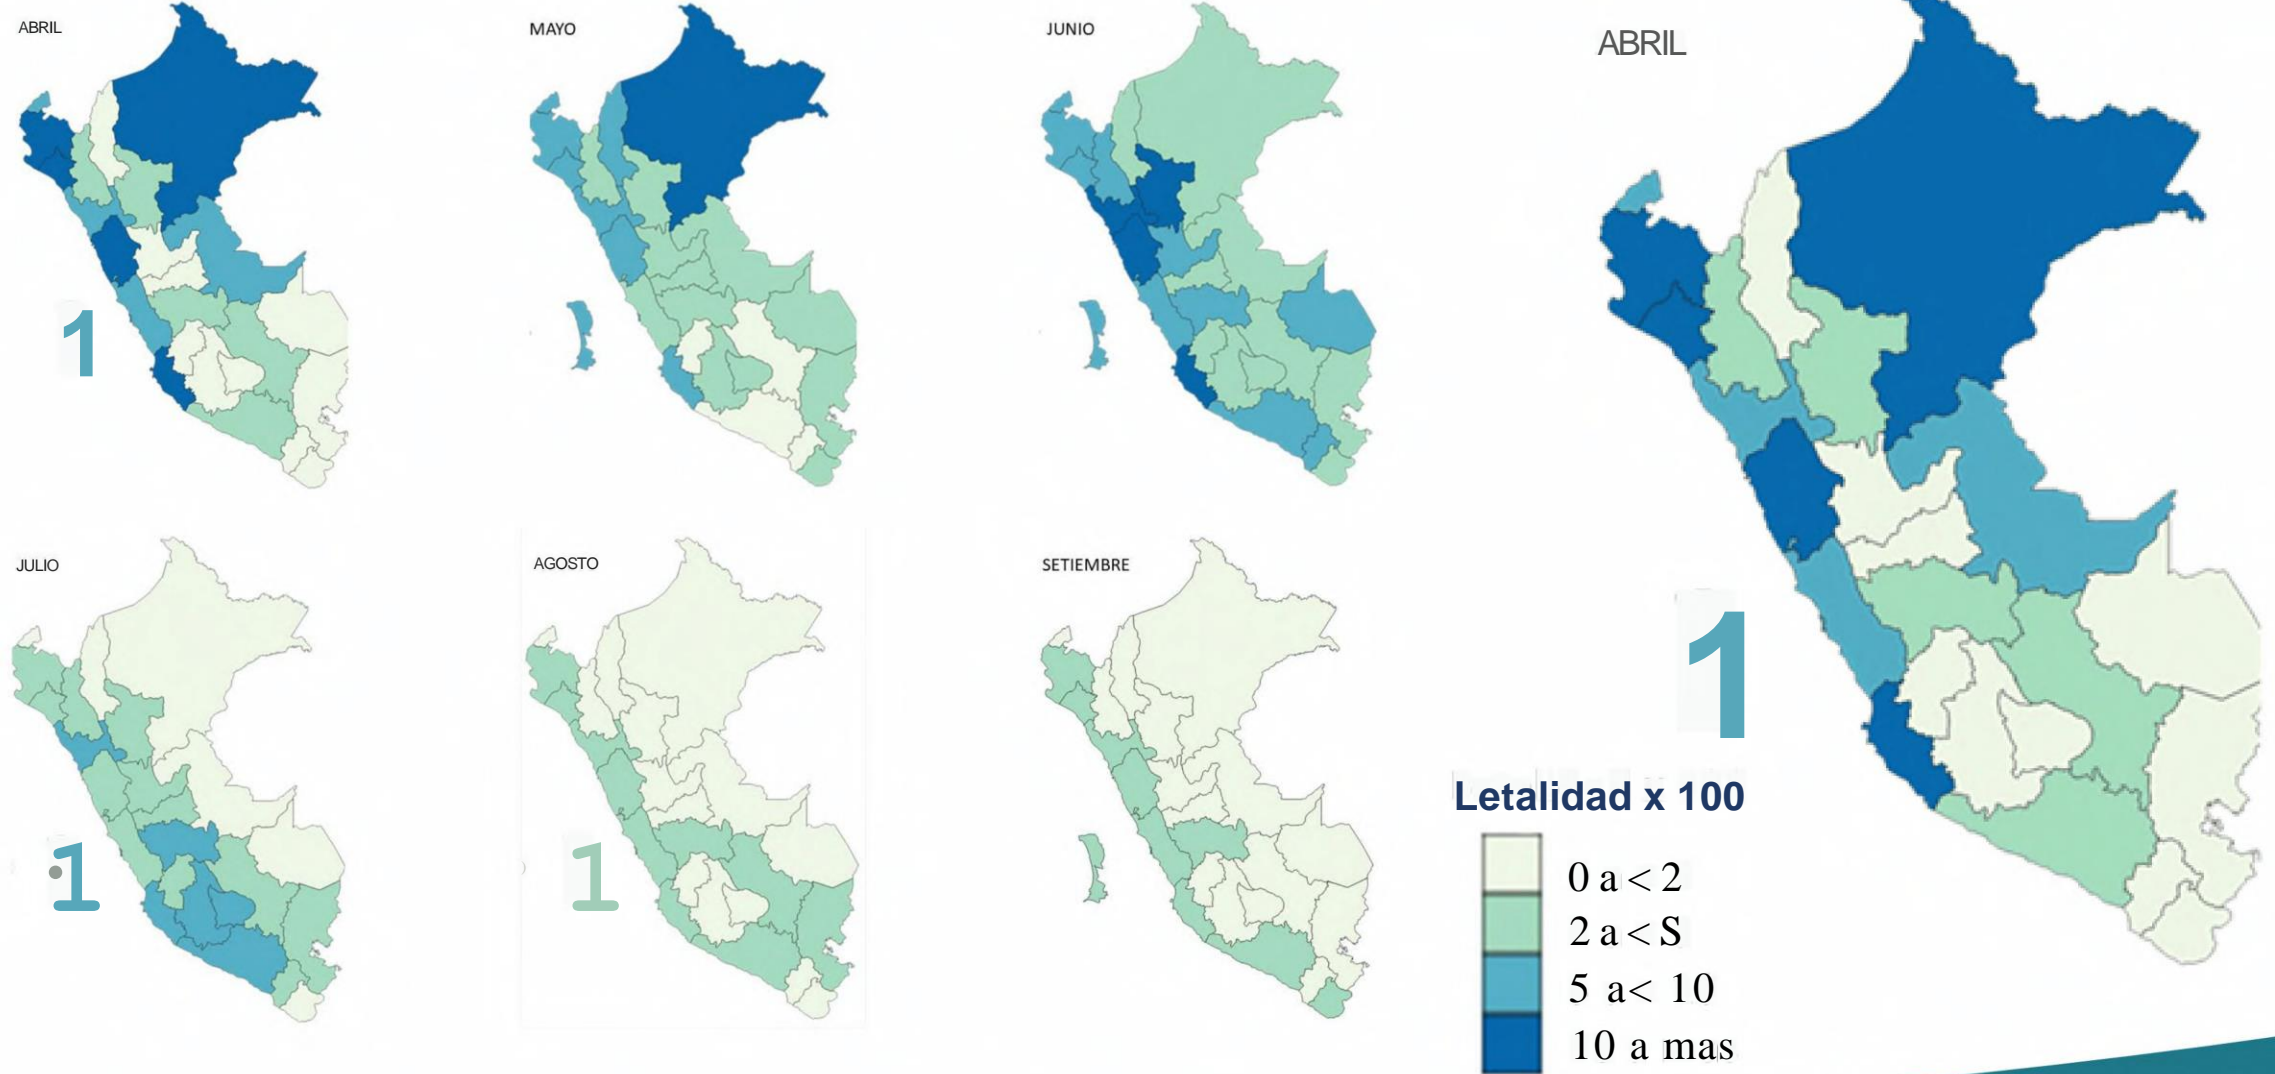 ABRIL
MAYO
JUNIO
ABRIL
1
1
JULIO
AGOSTO
SETIEMBRE
1
1
Letalidad x 100
0 a < 2
2 a < S
5 a < 10
10 a mas